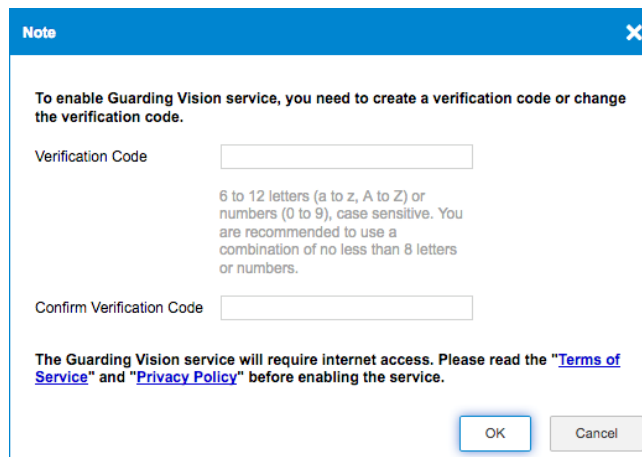 Note
To enable Guarding Vision service, you need to create a verification code or change
the verification code.
Verification Code
6 to 12 letters (a to z, A to Z) or
numbers (0 to 9), case sensitive. You
are recommended to use a
combination of no less than 8 letters
or numbers.
Confirm Verification Code
The Guarding Vision service will require internet access. Please read the "Terms of
Service" and "Privacy Policy" before enabling the service.
OK Cancel